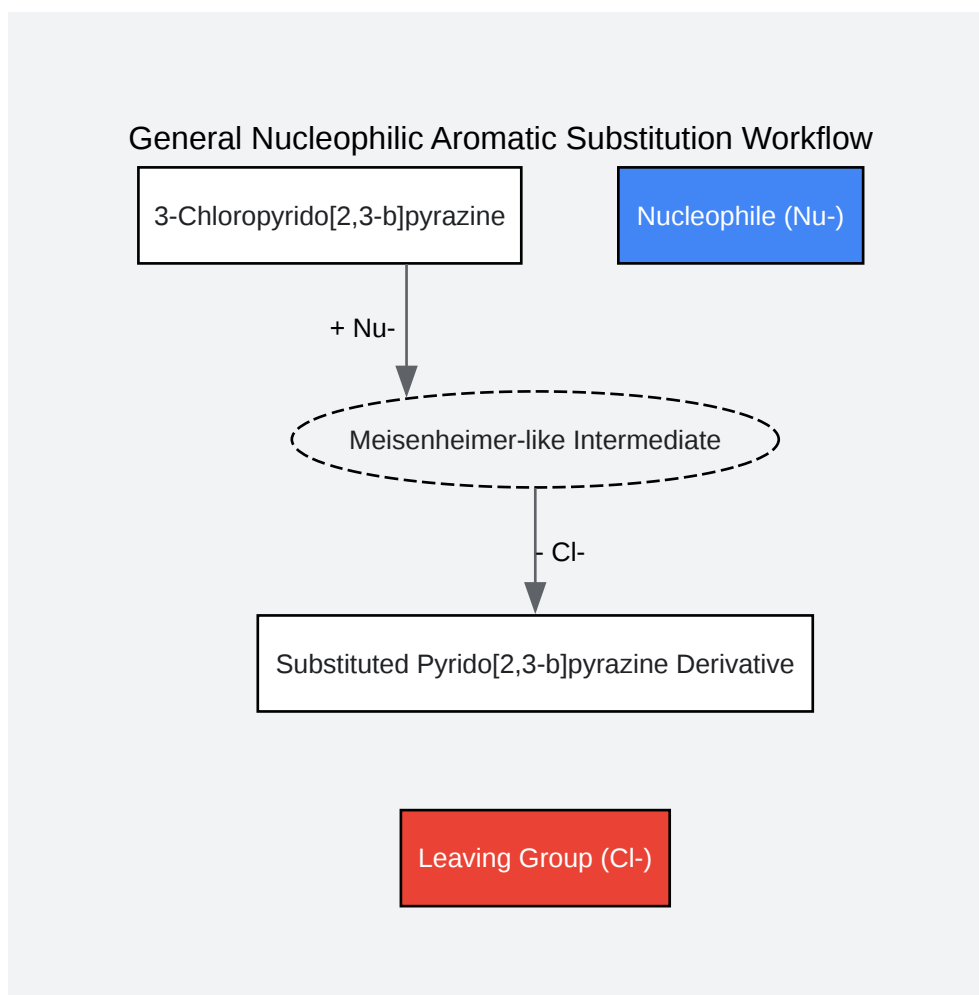 General Nucleophilic Aromatic Substitution Workflow
3-Chloropyrido[2,3-b]pyrazine
Nucleophile (Nu-)
+ Nu-
Meisenheimer-like Intermediate
- Cl-
Substituted Pyrido[2,3-b]pyrazine Derivative
Leaving Group (Cl-)